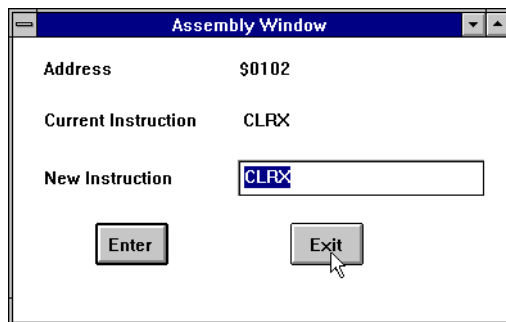 Assembly Window
Address $0102
Current Instruction CLRX
New Instruction CLRX
Enter Exit